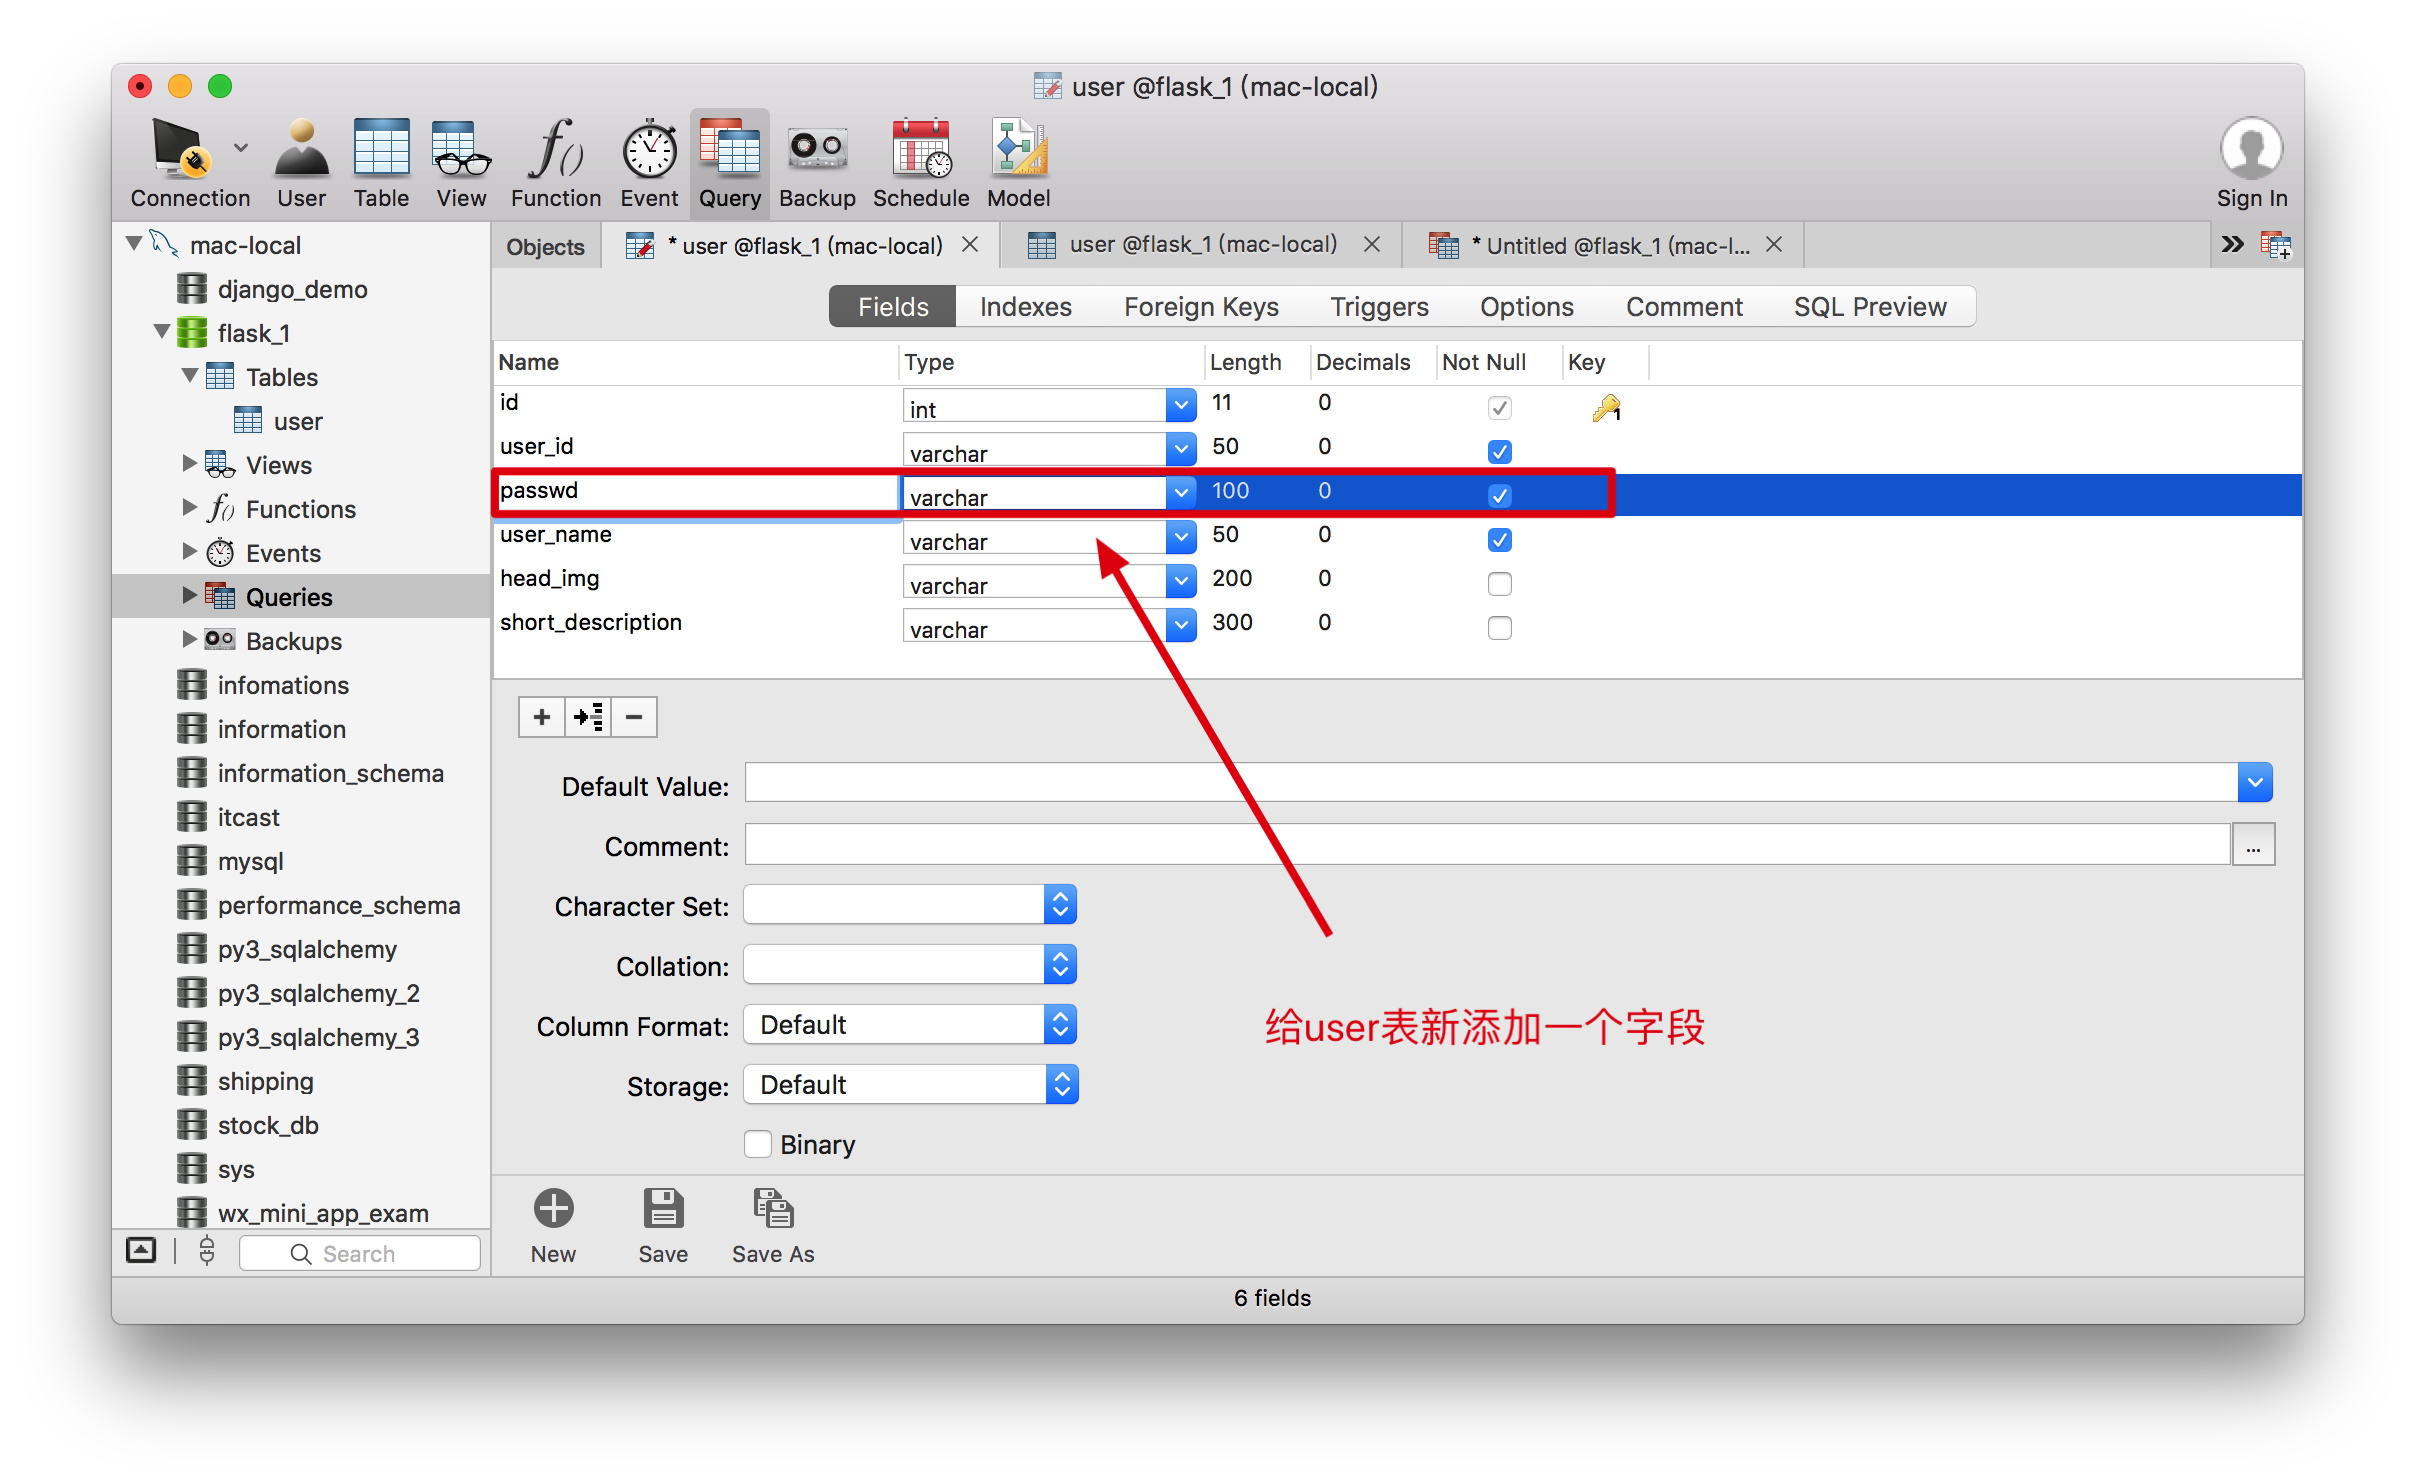 user @flask_1 (mac-local)
Connection User Table View Function Event Query Backup Schedule Model Sign In
mac-local
django_demo
flask_1
Tables
user
Views
Functions
Events
Queries
Backups
infomations
information
information_schema
itcast
mysql
performance_schema
py3_sqlalchemy
py3_sqlalchemy_2
py3_sqlalchemy_3
shipping
stock_db
sys
wx_mini_app_exam
Search
Objects * user @flask_1 (mac-local) user @flask_1 (mac-local) * Untitled @flask_1 (mac-l...
Fields Indexes Foreign Keys Triggers Options Comment SQL Preview
Name Type Length Decimals Not Null Key
id int 11 0 1
user_id varchar 50 0
passwd varchar 100 0
user_name varchar 50 0
head_img varchar 200 0
short_description varchar 300 0
Default Value:
Comment: ...
Character Set:
Collation:
Column Format: Default
Storage: Default
Binary
给user表新添加一个字段
New Save Save As
6 fields